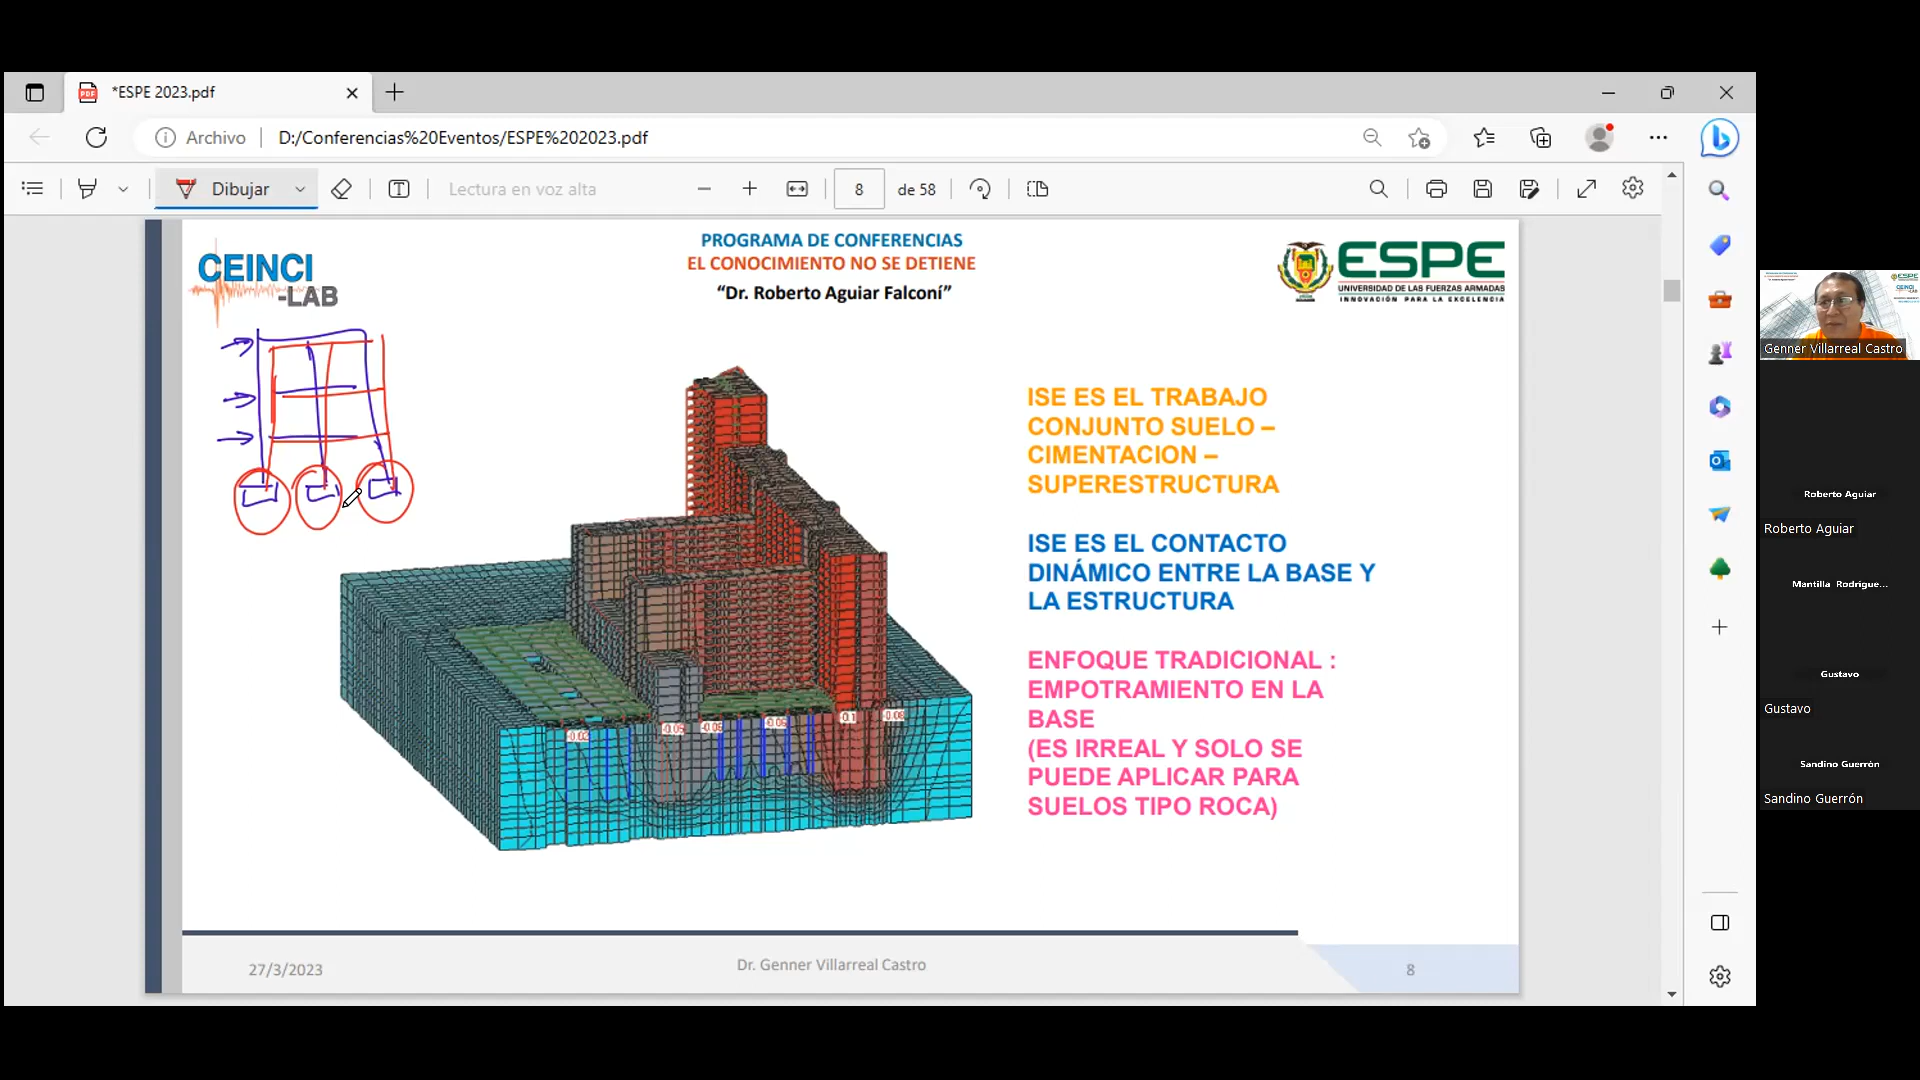 *ESPE 2023.pdf
Archivo
D:/Conferencias%20Eventos/ESPE%202023.pdf
Dibujar
Lectura en voz alta
8
de 58
CEINCI
-LAB
PROGRAMA DE CONFERENCIAS
EL CONOCIMIENTO NO SE DETIENE
“Dr. Roberto Aguiar Falconí”
ESPE
UNIVERSIDAD DE LAS FUERZAS ARMADAS
INNOVACIÓN PARA LA EXCELENCIA
ISE ES EL TRABAJO
CONJUNTO SUELO –
CIMENTACION –
SUPERESTRUCTURA
ISE ES EL CONTACTO
DINÁMICO ENTRE LA BASE Y
LA ESTRUCTURA
ENFOQUE TRADICIONAL :
EMPOTRAMIENTO EN LA
BASE
(ES IRREAL Y SOLO SE
PUEDE APLICAR PARA
SUELOS TIPO ROCA)
-0.1
27/3/2023
Dr. Genner Villarreal Castro
8
Genner Villarreal Castro
Roberto Aguiar
Roberto Aguiar
Mantilla Rodrigue...
Gustavo
Gustavo
Sandino Guerrón
Sandino Guerrón